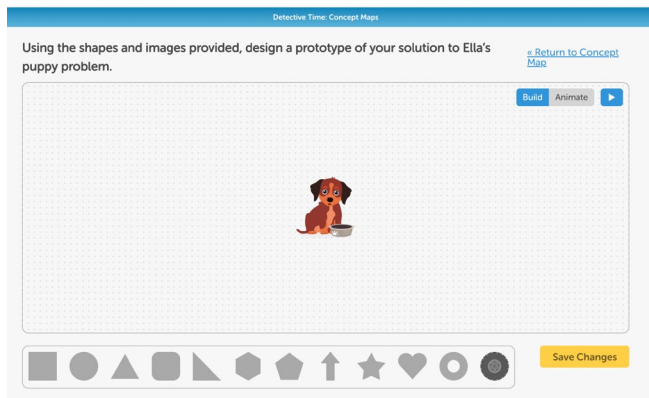 Detective Time: Concept Maps
Using the shapes and images provided, design a prototype of your solution to Ella's
puppy problem.
« Return to Concept
Map
Build Animate
Save Changes